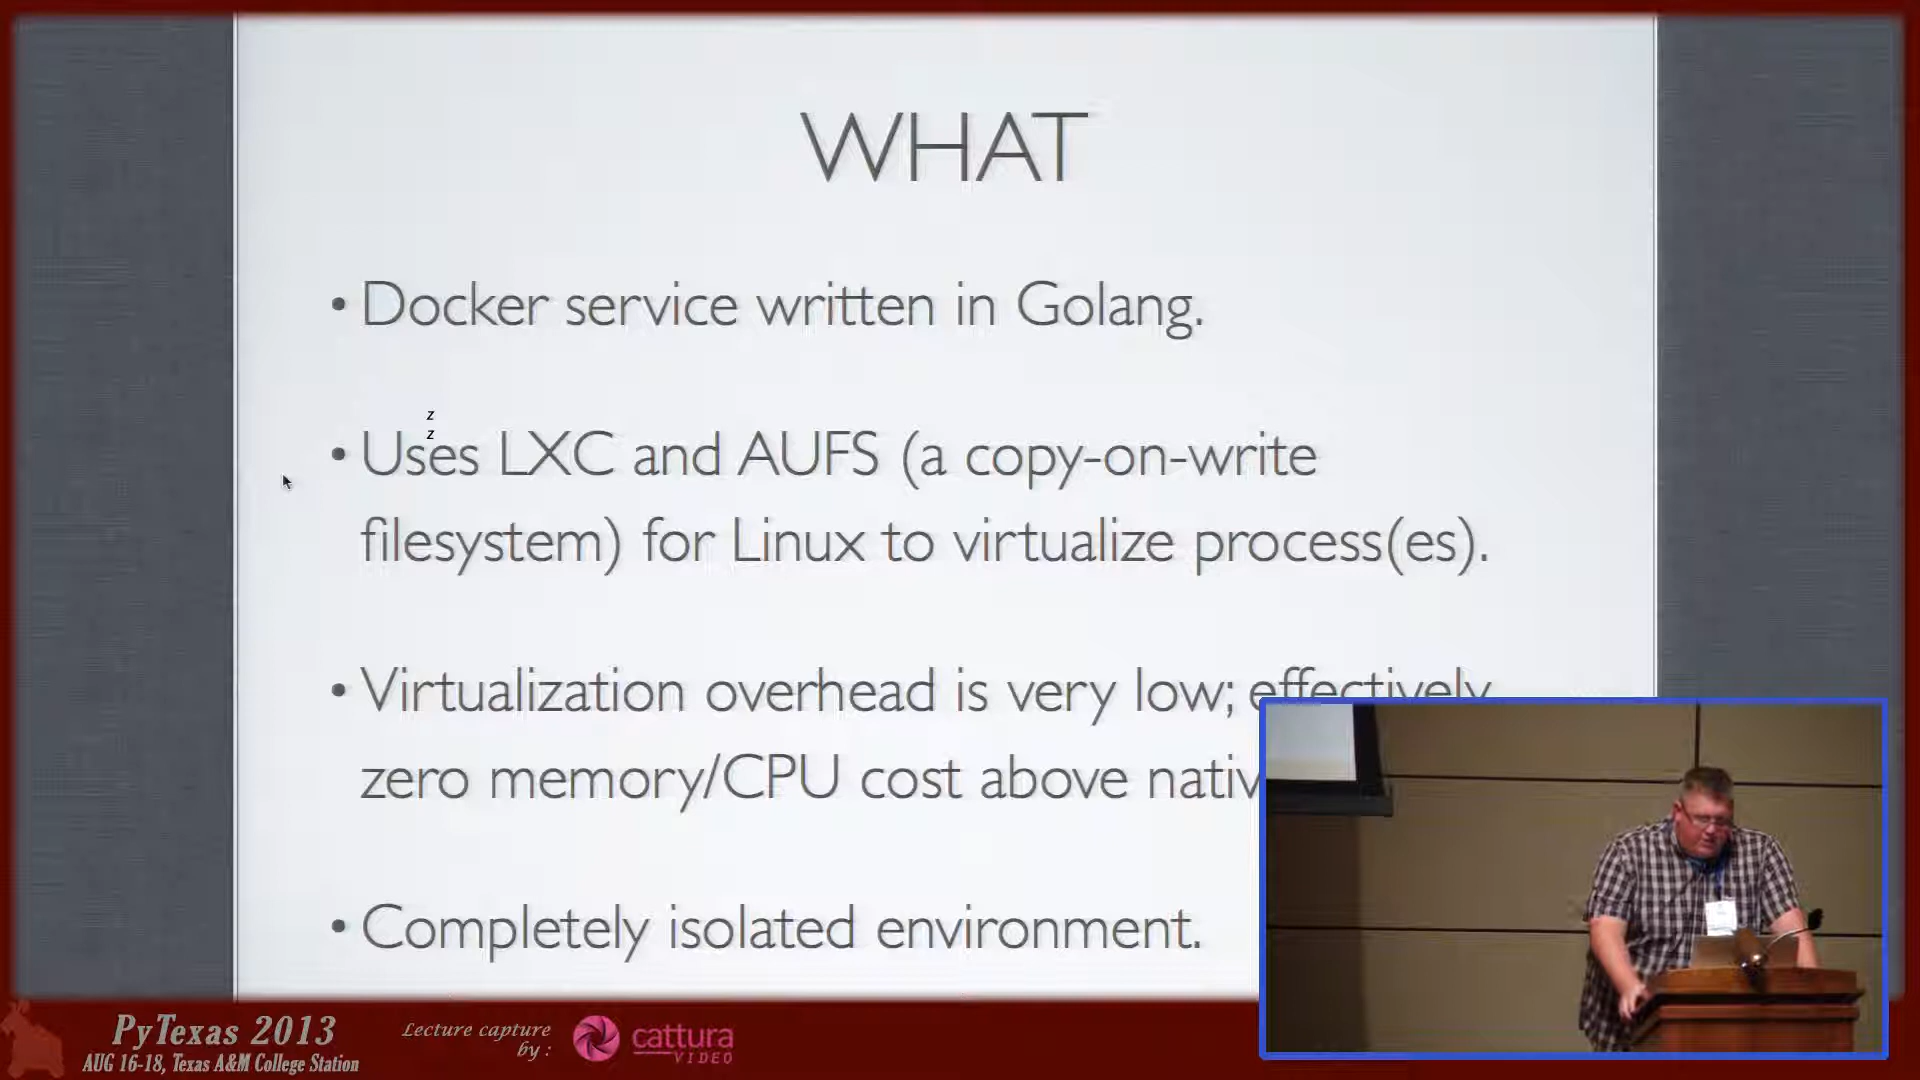 WHAT
• Docker service written in Golang.
z
z
• Uses LXC and AUFS (a copy-on-write
filesystem) for Linux to virtualize process(es).
• Virtualization overhead is very low; effectively
zero memory/CPU cost above nativ
• Completely isolated environment.
PyTexas 2013
AUG 16-18, Texas A&M College Station
Lecture capture
by :
cattura
VIDEO